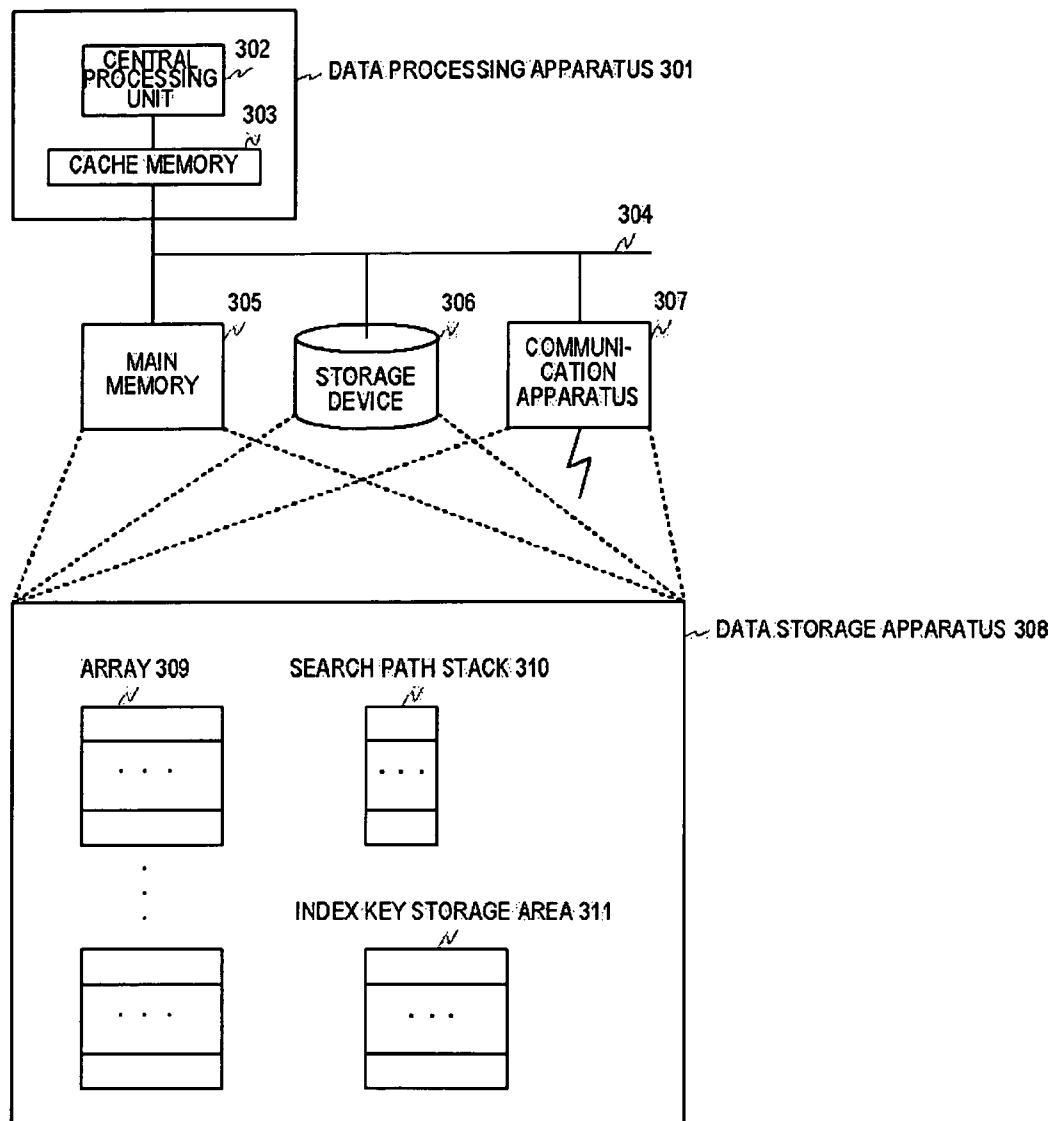 302
CENTRAL
PROCESSING
UNIT
DATA PROCESSING APPARATUS 301
303
CACHE MEMORY
304
305
306
307
MAIN
MEMORY
STORAGE
DEVICE
COMMUNI-
CATION
APPARATUS
DATA STORAGE APPARATUS 308
ARRAY 309
SEARCH PATH STACK 310
. . .
. . .
INDEX KEY STORAGE AREA 311
. . .
. . .